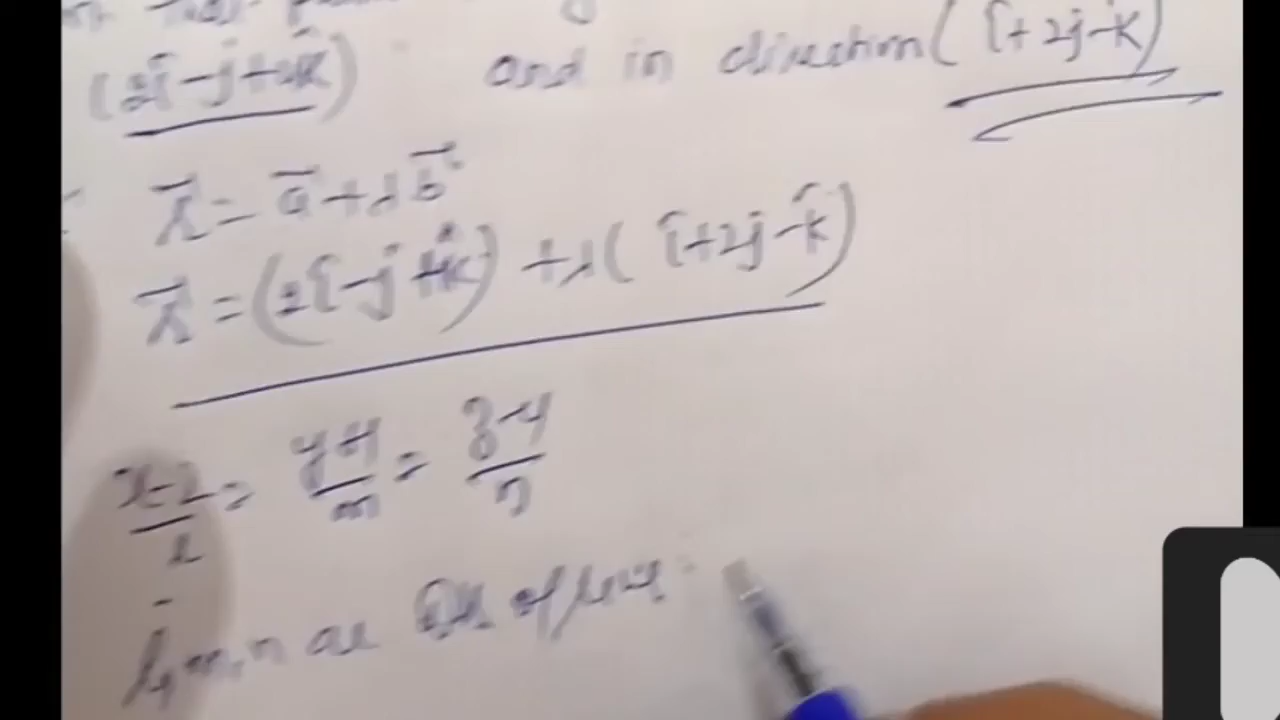 (2î-ĵ+4k̂) and in direction (î+2ĵ-k̂)
r⃗ = a⃗+λb⃗
r⃗ = (2î-ĵ+4k̂) +λ( î+2ĵ-k̂)
x-2/l = y+1/m = z-4/n
l, m, n are DR of line